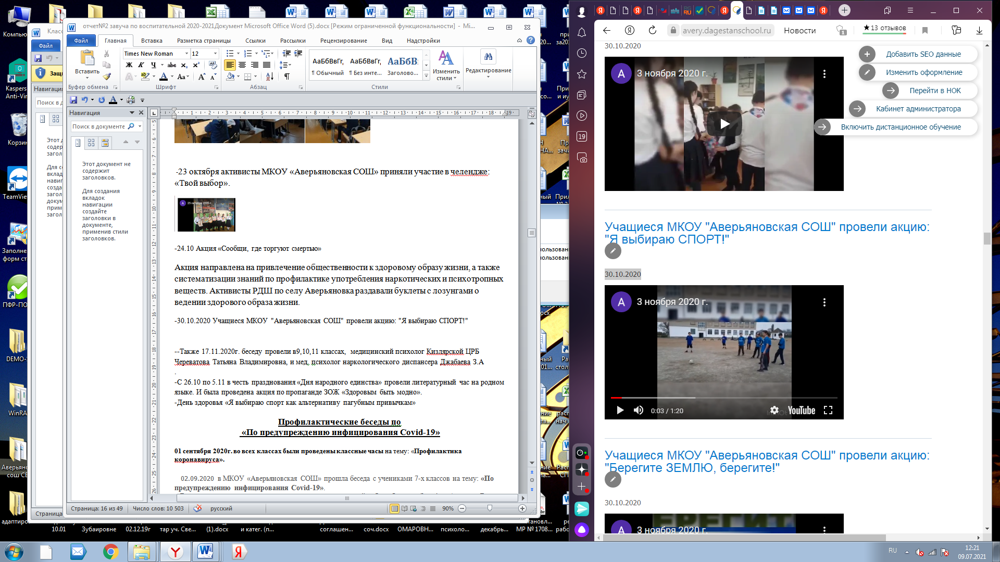 отчет№2 завуча по воспитательной 2020-2021Документ Microsoft Office Word (5).docx [Режим ограниченной функциональности] - Mi...
Файл
Главная
Вставка
Разметка страницы
Ссылки
Рассылки
Рецензирование
Вид
Надстройки
Вставить
Буфер обмена
Times New Roman
12
Шрифт
Абзац
АаБбВвГг, АаБбВвГг, АаБбВ
¶ Обычный ¶ Без инте... Заголово...
Стили
Изменить стили
Редактирование
Навигация
Поиск в документе
Этот документ не
содержит
заголовков.
Для создания
вкладок
навигации
создайте
заголовки в
документе,
применив стили
заголовков.
-23 октября активисты МКОУ «Аверьяновская СОШ» приняли участие в челендже:
«Твой выбор».
-24.10 Акция «Сообщи, где торгуют смертью»
Акция направлена на привлечение общественности к здоровому образу жизни, а также
систематизации знаний по профилактике употребления наркотических и психотропных
веществ. Активисты РДШ по селу Аверьяновка раздавали буклеты с лозунгами о
ведении здорового образа жизни.
-30.10.2020 Учащиеся МКОУ "Аверьяновская СОШ" провели акцию: "Я выбираю СПОРТ!"
--Также 17.11.2020г. беседу провели в9,10,11 классах, медицинский психолог Кизлярской ЦРБ
Череватова Татьяна Владимировна, и мед. психолог наркологического диспансера Джабаева З.А
.
-С 26.10 по 5.11 в честь празднования «Дня народного единства» провели литературный час на родном
языке. И была проведена акция по пропаганде ЗОЖ «Здоровым быть модно».
-День здоровья «Я выбираю спорт как альтернативу пагубным привычкам»
Профилактические беседы по
«По предупреждению инфицирования Covid-19»
01 сентября 2020г. во всех классах были проведены классные часы на тему: «Профилактика
коронавируса».
02.09.2020 в МКОУ «Аверьяновская СОШ» прошла беседа с учениками 7-х классов на тему: «По
предупреждению инфицирования Covid-19».
Страница: 16 из 49
Число слов: 10 503
русский
90%
avery.dagestanschool.ru
Новости
★13 отзывов
30.10.2020
А
3 ноября 2020 г.
Добавить SEO данные
Изменить оформление
Перейти в НОК
Кабинет администратора
Включить дистанционное обучение
Учащиеся МКОУ "Аверьяновская СОШ" провели акцию:
"Я выбираю СПОРТ!"
30.10.2020
А
3 ноября 2020 г.
0:03 / 1:20
YouTube
Учащиеся МКОУ "Аверьяновская СОШ" провели акцию:
"Берегите ЗЕМЛЮ, берегите!"
30.10.2020
А
3 ноября 2020 г.
Корзин
TeamVie
DEMO-
WinRA
10.01
Зубаировне
02.12.19г
тар уч. Све...
(1).docx
и катег. (п...
соглашен...
соч.docx
ОМАРОВН...
психоло...
декабрь...
МР № 1708...
RU
12:21
09.07.2021